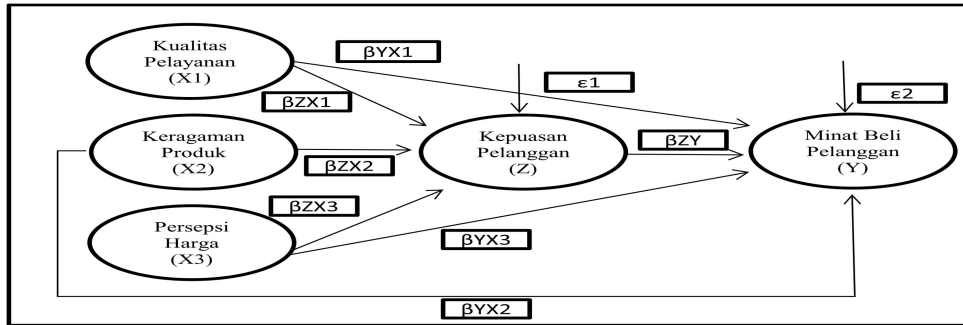 Kualitas
Pelayanan
(X1)
βYX1
βZX1
ε1
ε2
Keragaman
Produk
(X2)
βZX2
Kepuasan
Pelanggan
(Z)
βZY
Minat Beli
Pelanggan
(Y)
βZX3
Persepsi
Harga
(X3)
βYX3
βYX2